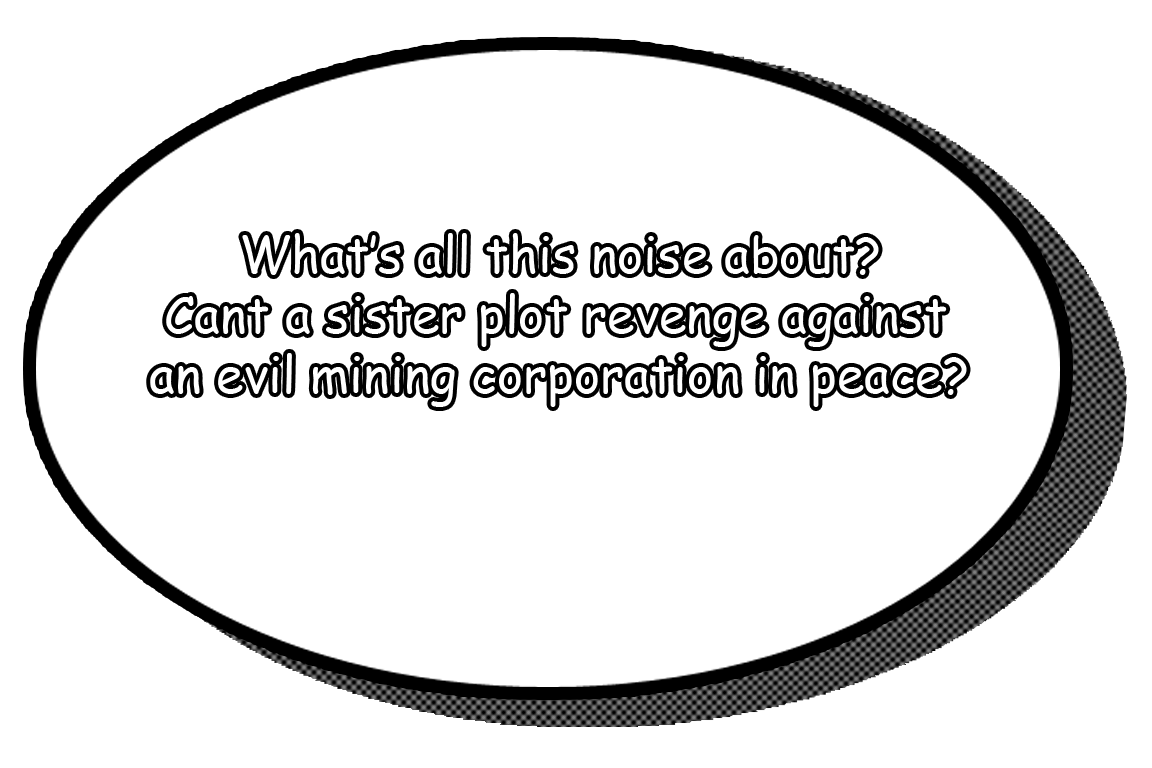 What's all this noise about?
Cant a sister plot revenge against
an evil mining corporation in peace?